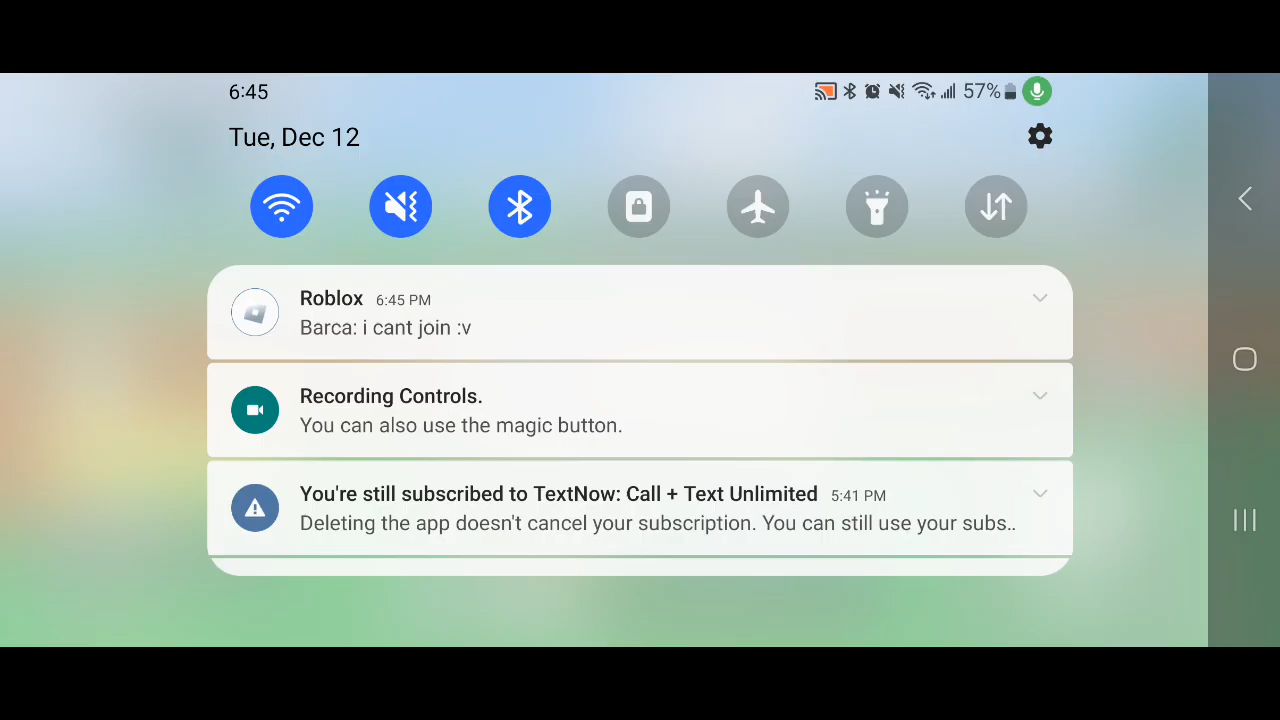 6:45
57%
Tue, Dec 12
Roblox 6:45 PM
Barca: i cant join :v
Recording Controls.
You can also use the magic button.
You're still subscribed to TextNow: Call + Text Unlimited 5:41 PM
Deleting the app doesn't cancel your subscription. You can still use your subs..